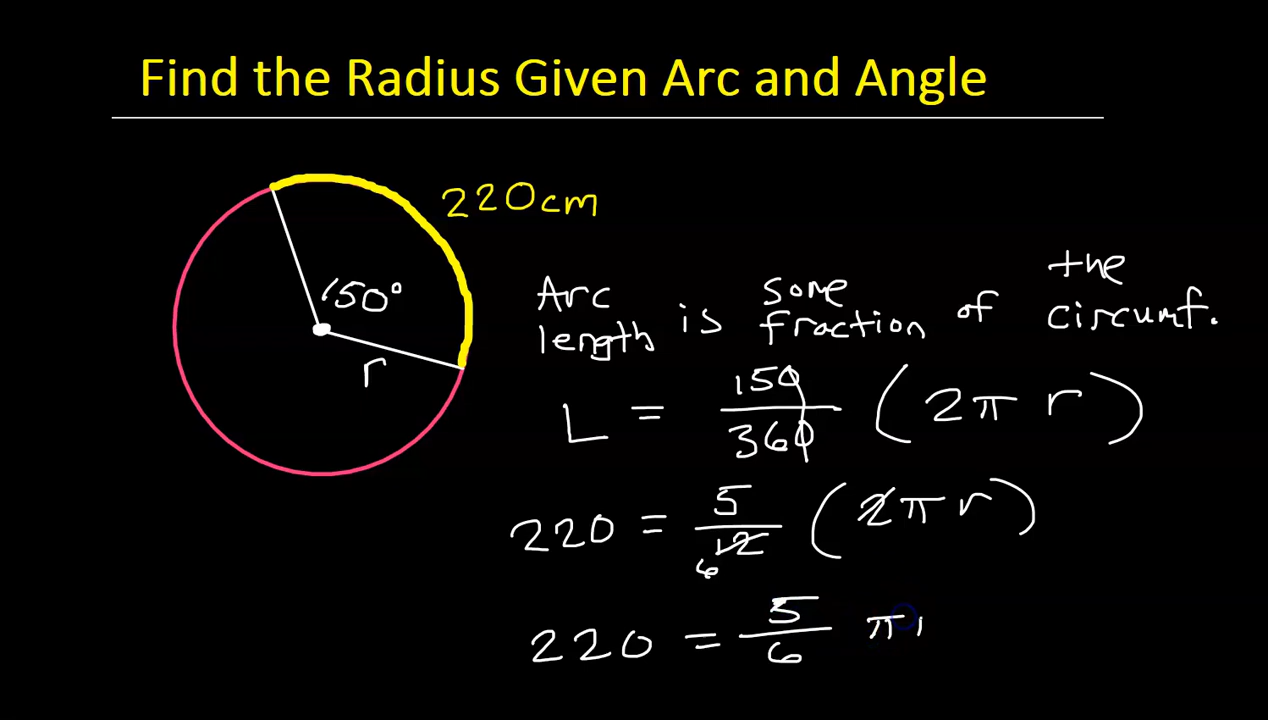 Find the Radius Given Arc and Angle
220cm
150°
r
Arc length is some fraction of the circumf.
L = 150/360 (2π r)
220 = 5/12 (2π r)
6
220 = 5/6 π